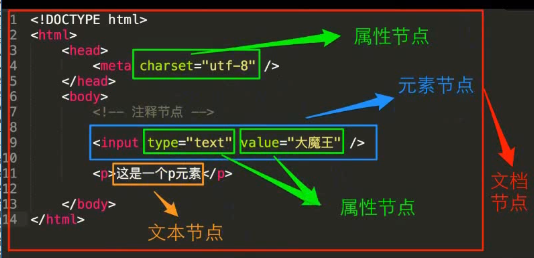 1 <!DOCTYPE html>
2 <html>
3 <head>
4 <meta charset="utf-8" />
5 </head>
6 <body>
7 <!-- 注释节点 -->
8
9 <input type="text" value="大魔王" />
10
11 <p>这是一个p元素</p>
12
13 </body>
14 </html>
属性节点
元素节点
文档
节点
属性节点
文本节点